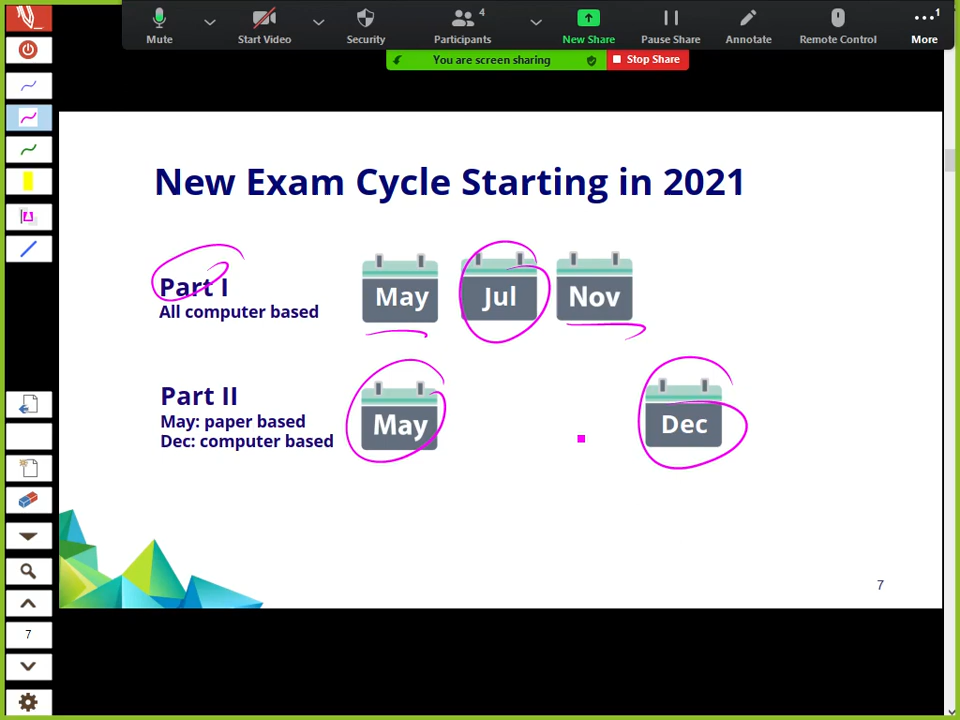 4
1
Mute
Start Video
Security
Participants
New Share
Pause Share
Annotate
Remote Control
More
You are screen sharing
Stop Share
New Exam Cycle Starting in 2021
Part I
All computer based
May
Jul
Nov
Part II
May: paper based
Dec: computer based
May
Dec
7
7